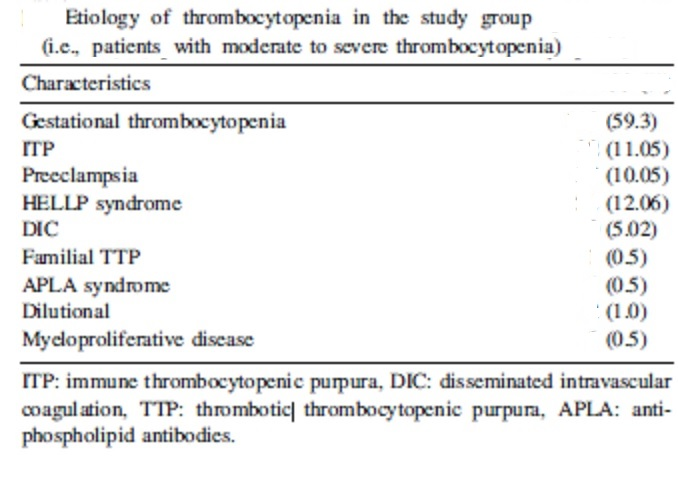 Etiology of thrombocytopenia in the study group
(i.e., patients with moderate to severe thrombocytopenia)
Characteristics
Gestational thrombocytopenia (59.3)
ITP (11.05)
Preeclampsia (10.05)
HELLP syndrome (12.06)
DIC (5.02)
Familial TTP (0.5)
APLA syndrome (0.5)
Dilutional (1.0)
Myeloproliferative disease (0.5)
ITP: immune thrombocytopenic purpura, DIC: disseminated intravascular
coagulation, TTP: thrombotic| thrombocytopenic purpura, APLA: anti-
phospholipid antibodies.